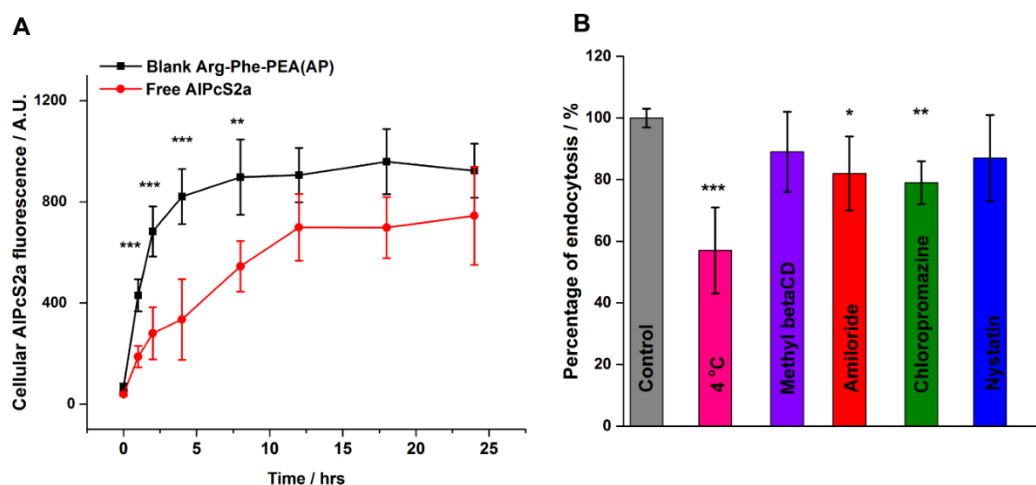 A
Blank Arg-Phe-PEA(AP)
Free AlPcS2a
Cellular AlPcS2a fluorescence / A.U.
1200
800
400
0
***
***
***
**
0
5
10
15
20
25
Time / hrs
B
Percentage of endocytosis / %
120
100
80
60
40
20
0
***
*
**
Control
4 °C
Methyl betaCD
Amiloride
Chloropromazine
Nystatin